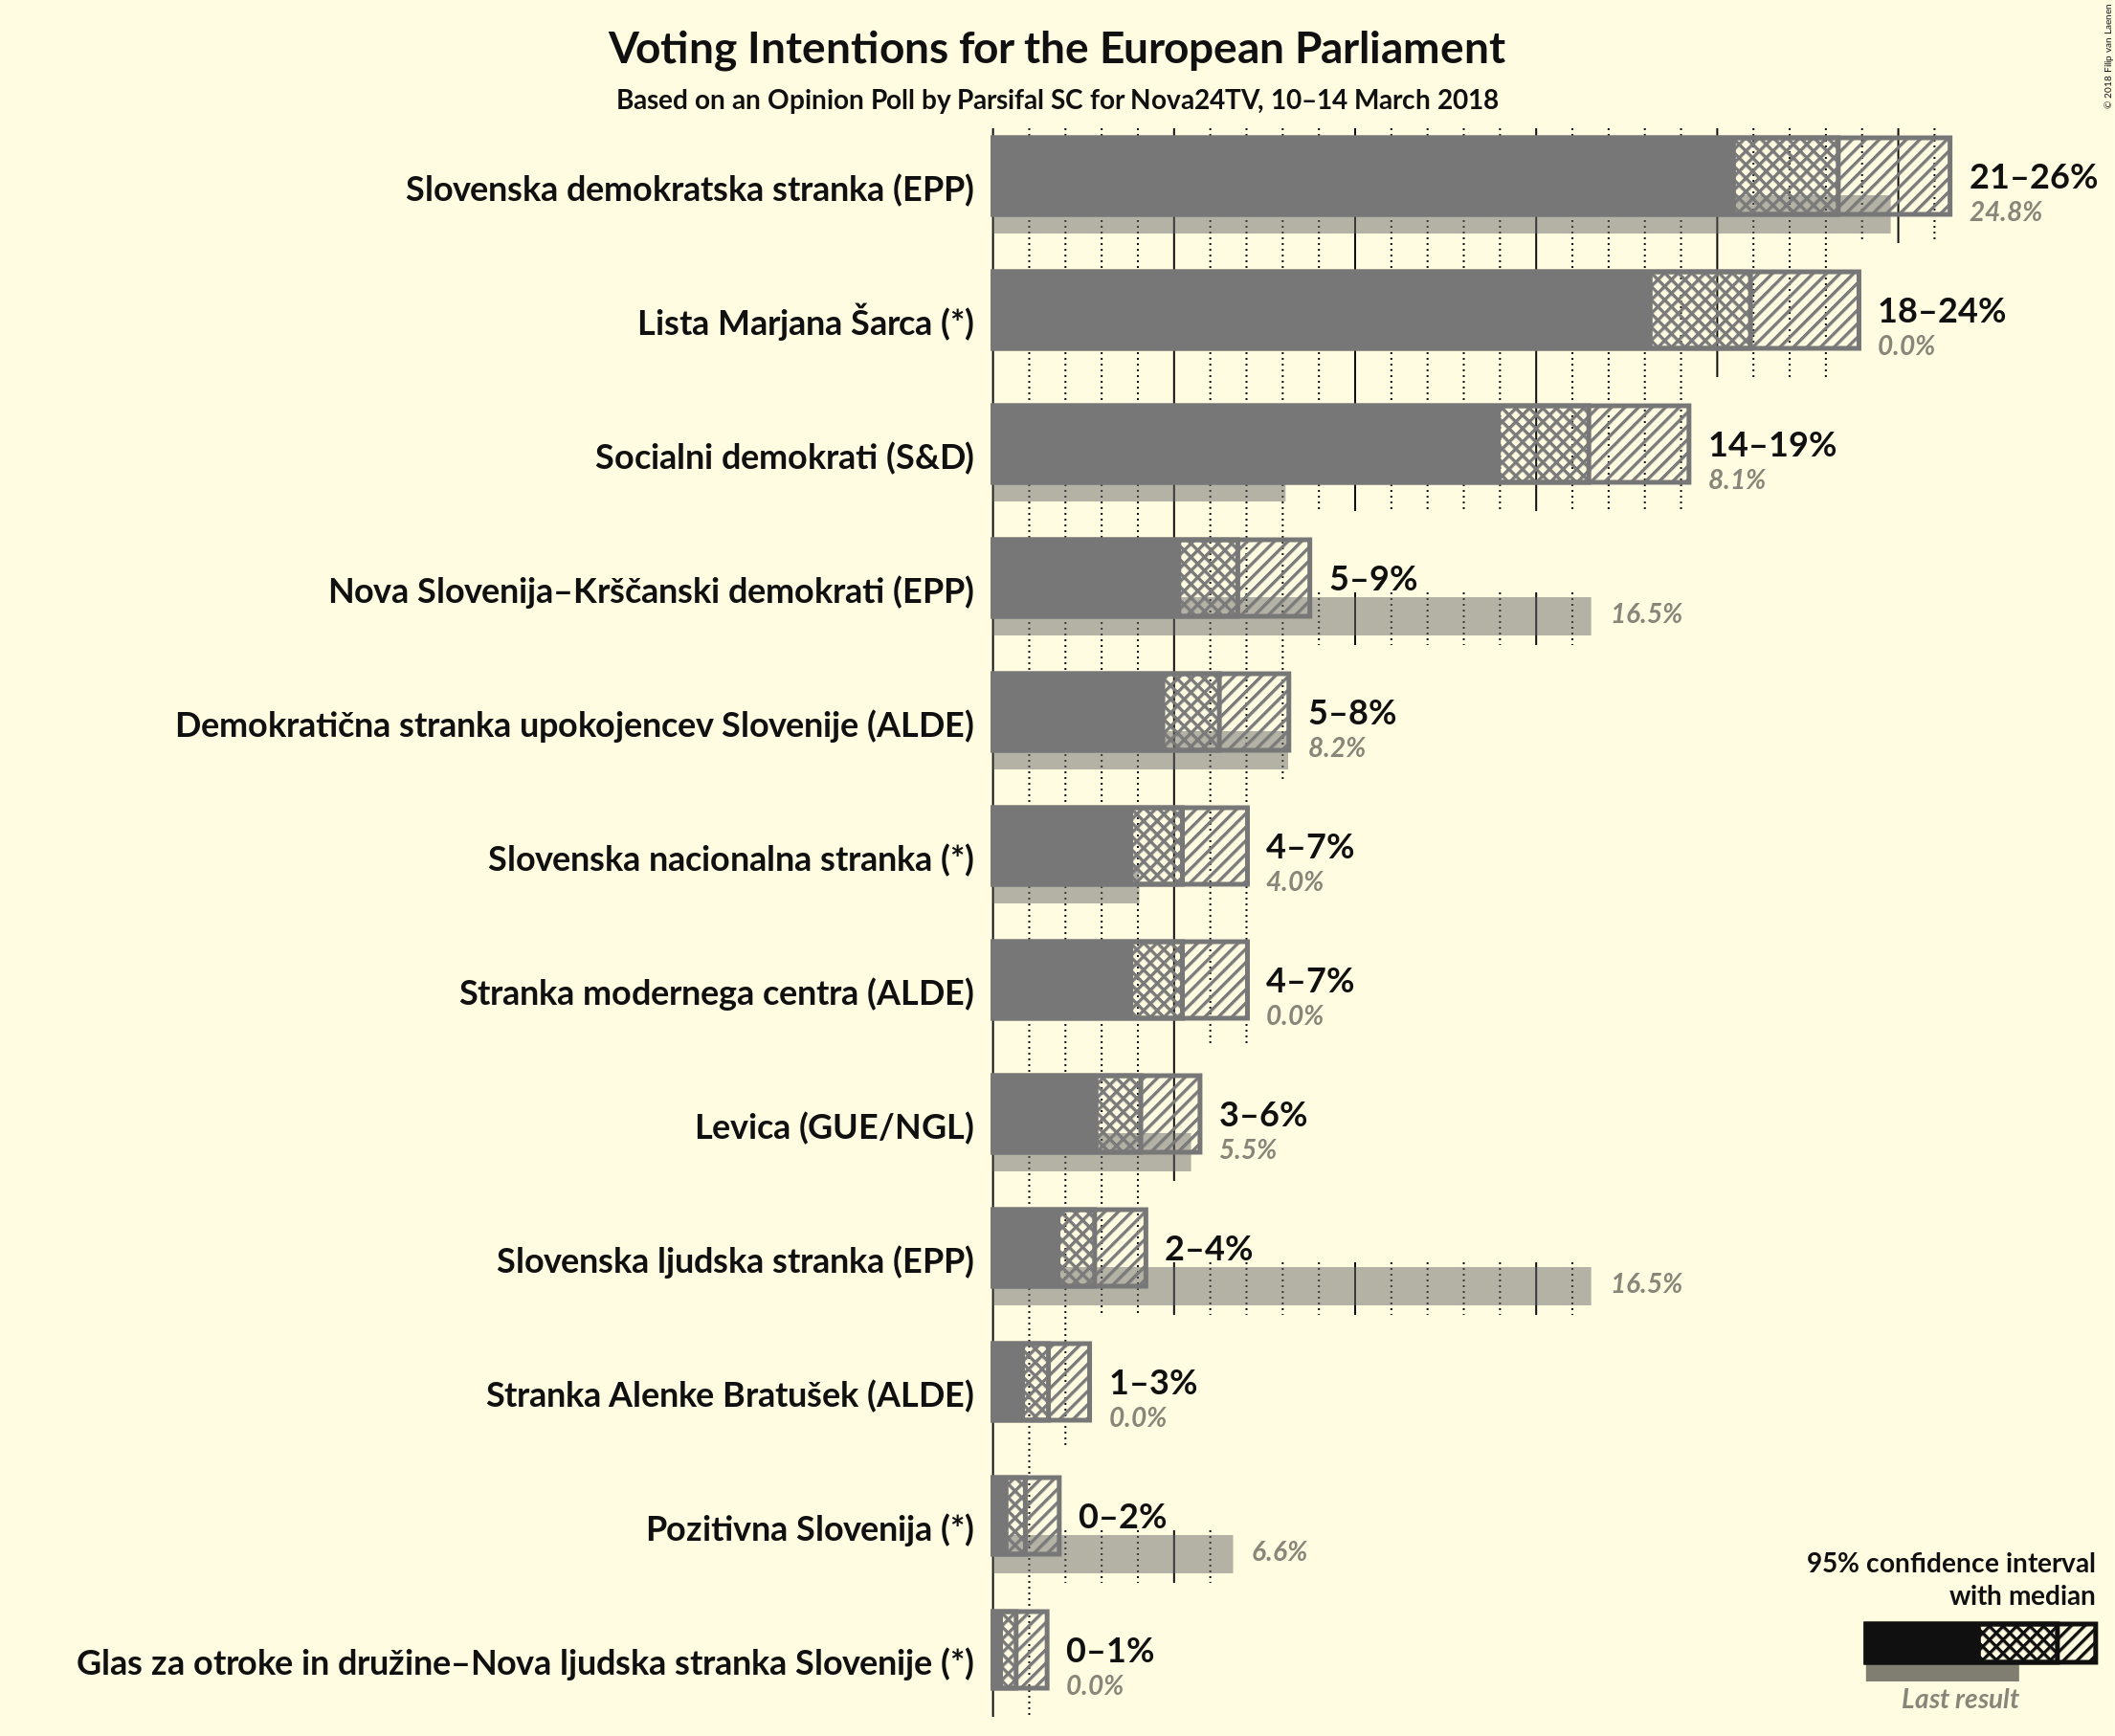 Voting Intentions for the European Parliament
Based on an Opinion Poll by Parsifal SC for Nova24TV, 10–14 March 2018
© 2018 Filip van Laenen
Slovenska demokratska stranka (EPP)
21–26%
24.8%
Lista Marjana Šarca (*)
18–24%
0.0%
Socialni demokrati (S&D)
14–19%
8.1%
Nova Slovenija–Krščanski demokrati (EPP)
5–9%
16.5%
Demokratična stranka upokojencev Slovenije (ALDE)
5–8%
8.2%
Slovenska nacionalna stranka (*)
4–7%
4.0%
Stranka modernega centra (ALDE)
4–7%
0.0%
Levica (GUE/NGL)
3–6%
5.5%
Slovenska ljudska stranka (EPP)
2–4%
16.5%
Stranka Alenke Bratušek (ALDE)
1–3%
0.0%
Pozitivna Slovenija (*)
0–2%
6.6%
Glas za otroke in družine–Nova ljudska stranka Slovenije (*)
0–1%
0.0%
95% confidence interval
with median
Last result